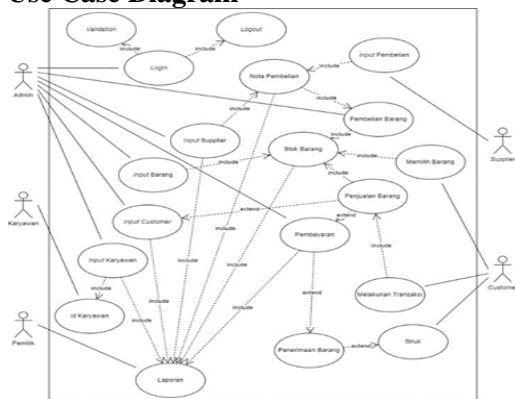 Use Case Diagram
Validation
Logout
include
include
Login
Nota Pembelian
include
Input Pembelian
Admin
include
include
Pembelian Barang
Input Supplier
include
Stok Barang
include
Memilih Barang
Supplier
Input Barang
include
include
Penjualan Barang
Karyawan
Input Customer
extend
extend
Pembayaran
include
Input Karyawan
include
include
include
Customer
include
include
include
include
extend
Melakukan Transaksi
Id Karyawan
Pemilik
Penerimaan Barang
extend
Struk
Laporan